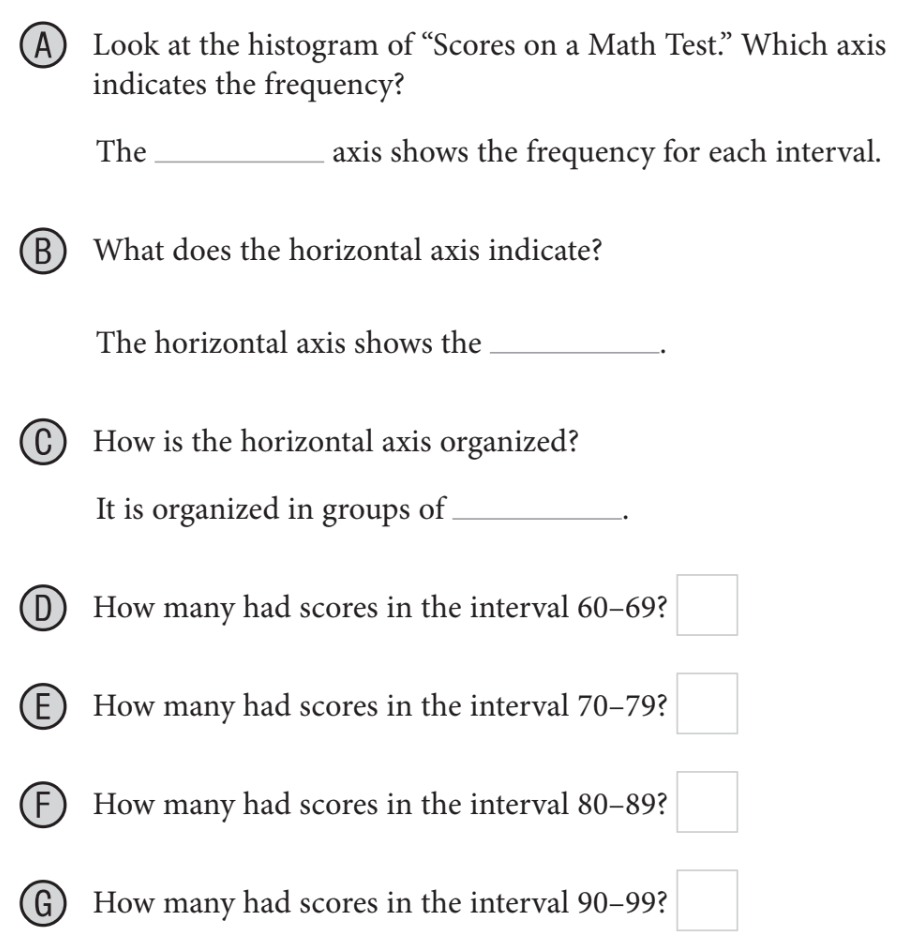 A Look at the histogram of “Scores on a Math Test.” Which axis
indicates the frequency?
The __________ axis shows the frequency for each interval.
B What does the horizontal axis indicate?
The horizontal axis shows the __________.
C How is the horizontal axis organized?
It is organized in groups of __________.
D How many had scores in the interval 60–69?
E How many had scores in the interval 70–79?
F How many had scores in the interval 80–89?
G How many had scores in the interval 90–99?